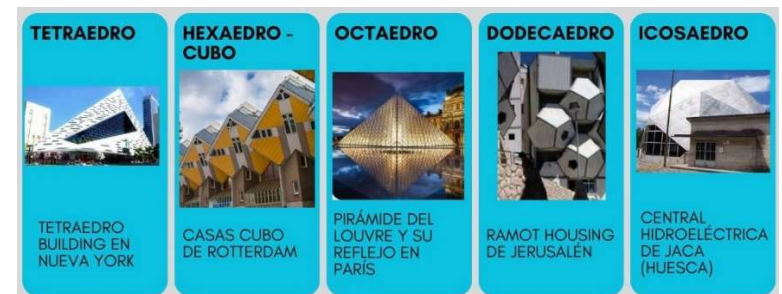 TETRAEDRO
TETRAEDRO
BUILDING EN
NUEVA YORK
HEXAEDRO -
CUBO
CASAS CUBO
DE ROTTERDAM
OCTAEDRO
PIRÁMIDE DEL
LOUVRE Y SU
REFLEJO EN
PARÍS
DODECAEDRO
RAMOT HOUSING
DE JERUSALÉN
ICOSAEDRO
CENTRAL
HIDROELÉCTRICA
DE JACA
(HUESCA)